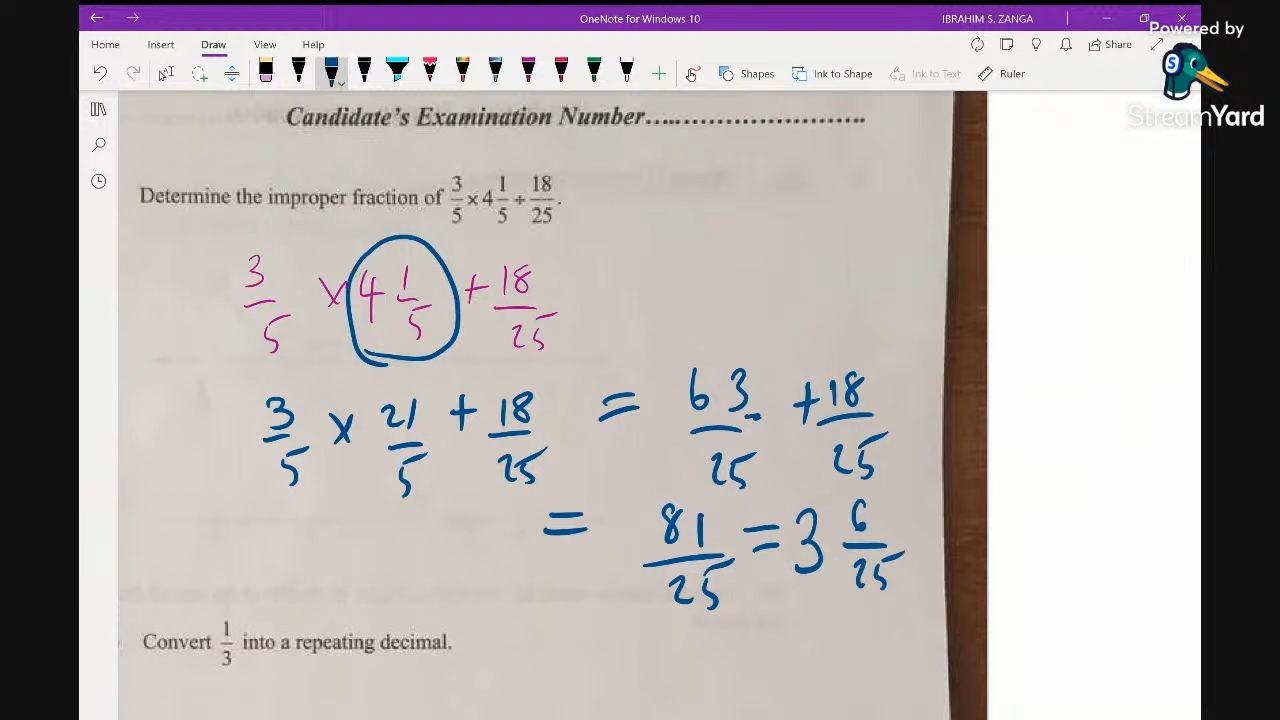 OneNote for Windows 10
IBRAHIM S. ZANGA
Powered by
StreamYard
Home Insert Draw View Help
Share
Shapes Ink to Shape Ink to Text Ruler
Candidate's Examination Number…..…………………..
Determine the improper fraction of 3/5 × 4 1/5 ÷ 18/25.
3/5 × 4 1/5 + 18/25
3/5 × 21/5 + 18/25 = 63/25 + 18/25
= 81/25 = 3 6/25
Convert 1/3 into a repeating decimal.